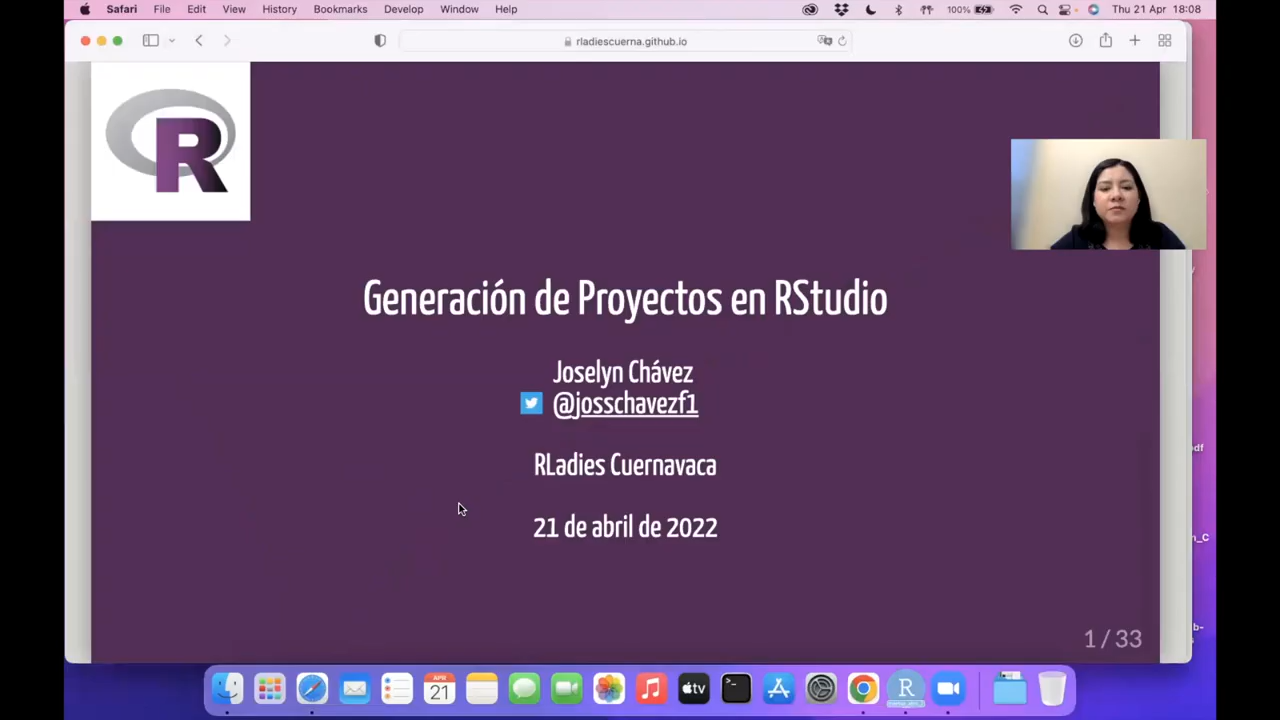 Safari File Edit View History Bookmarks Develop Window Help 100% Thu 21 Apr 18:08
rladiescuerna.github.io
R
Generación de Proyectos en RStudio
Joselyn Chávez
@josschavezf1
RLadies Cuernavaca
21 de abril de 2022
1 / 33
APR
21
tv
R